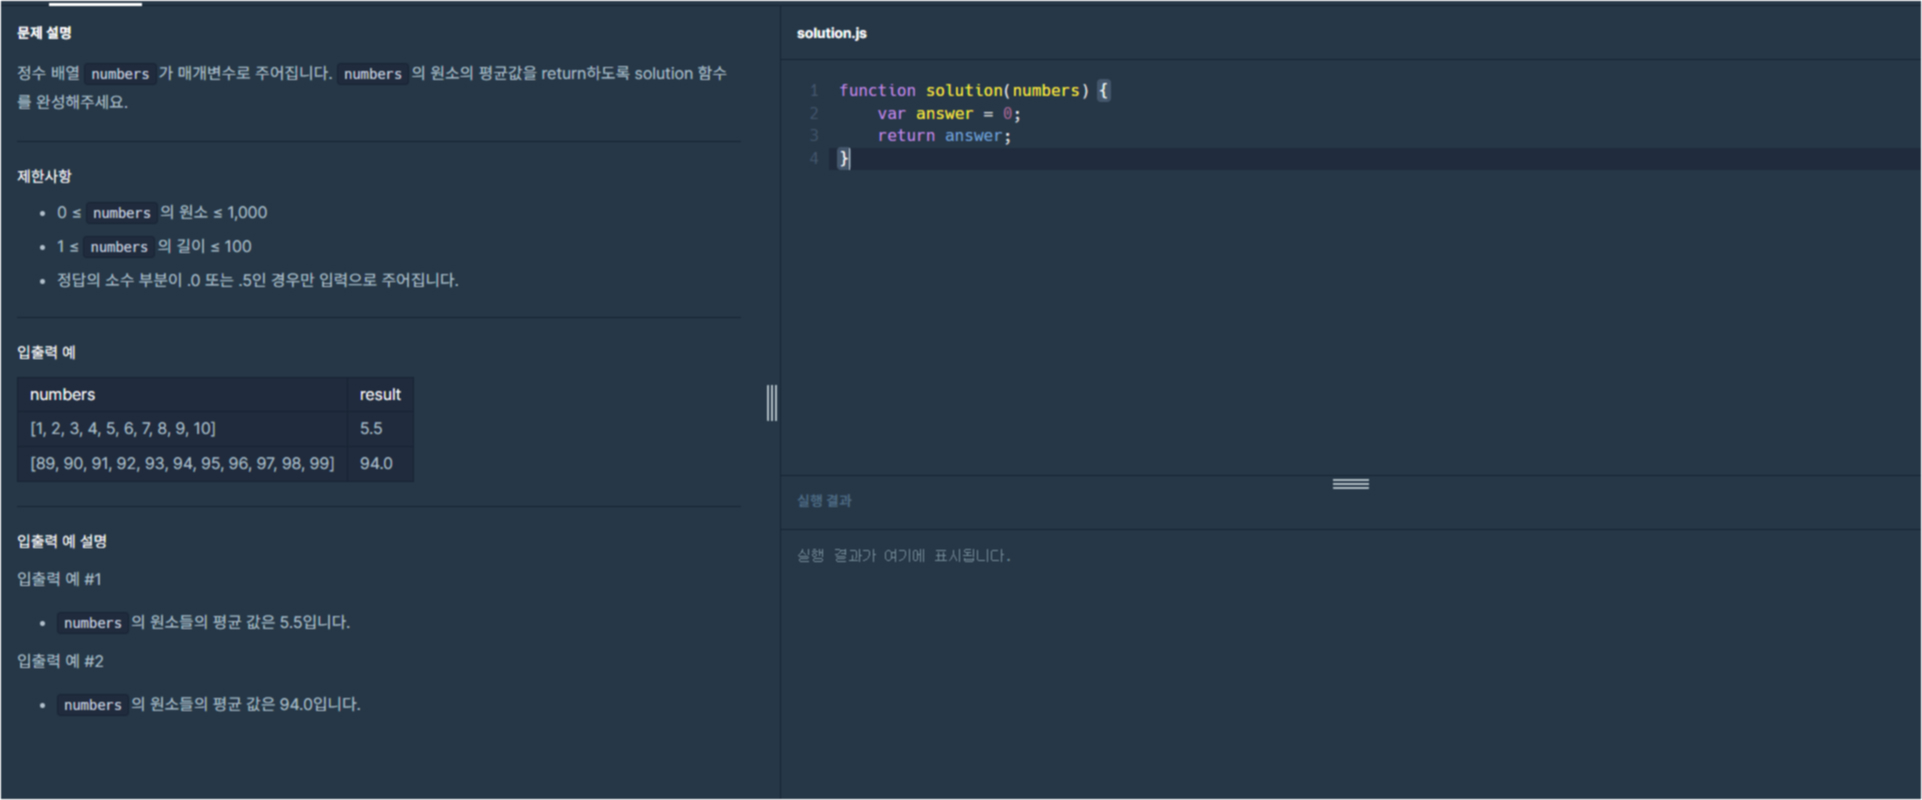 문제 설명
정수 배열 numbers 가 매개변수로 주어집니다. numbers 의 원소의 평균값을 return하도록 solution 함수
를 완성해주세요.
제한사항
• 0 ≤ numbers 의 원소 ≤ 1,000
• 1 ≤ numbers 의 길이 ≤ 100
• 정답의 소수 부분이 .0 또는 .5인 경우만 입력으로 주어집니다.
입출력 예
numbers result
[1, 2, 3, 4, 5, 6, 7, 8, 9, 10] 5.5
[89, 90, 91, 92, 93, 94, 95, 96, 97, 98, 99] 94.0
입출력 예 설명
입출력 예 #1
• numbers 의 원소들의 평균 값은 5.5입니다.
입출력 예 #2
• numbers 의 원소들의 평균 값은 94.0입니다.
solution.js
1 function solution(numbers) {
2     var answer = 0;
3     return answer;
4 }
실행 결과
실행 결과가 여기에 표시됩니다.